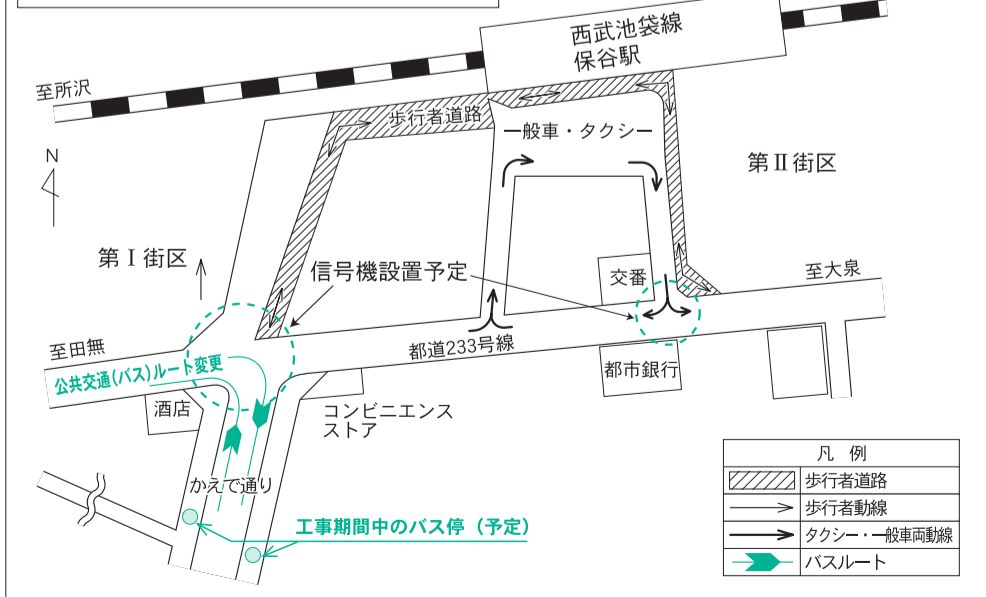 西武池袋線
保谷駅
至所沢
歩行者道路
一般車・タクシー
N
第Ⅱ街区
第Ⅰ街区
信号機設置予定
交番
至大泉
至田無
都道233号線
公共交通(バス)ルート変更
都市銀行
酒店
コンビニエンス
ストア
かえで通り
工事期間中のバス停（予定）
凡 例
歩行者道路
歩行者動線
タクシー・一般車両動線
バスルート